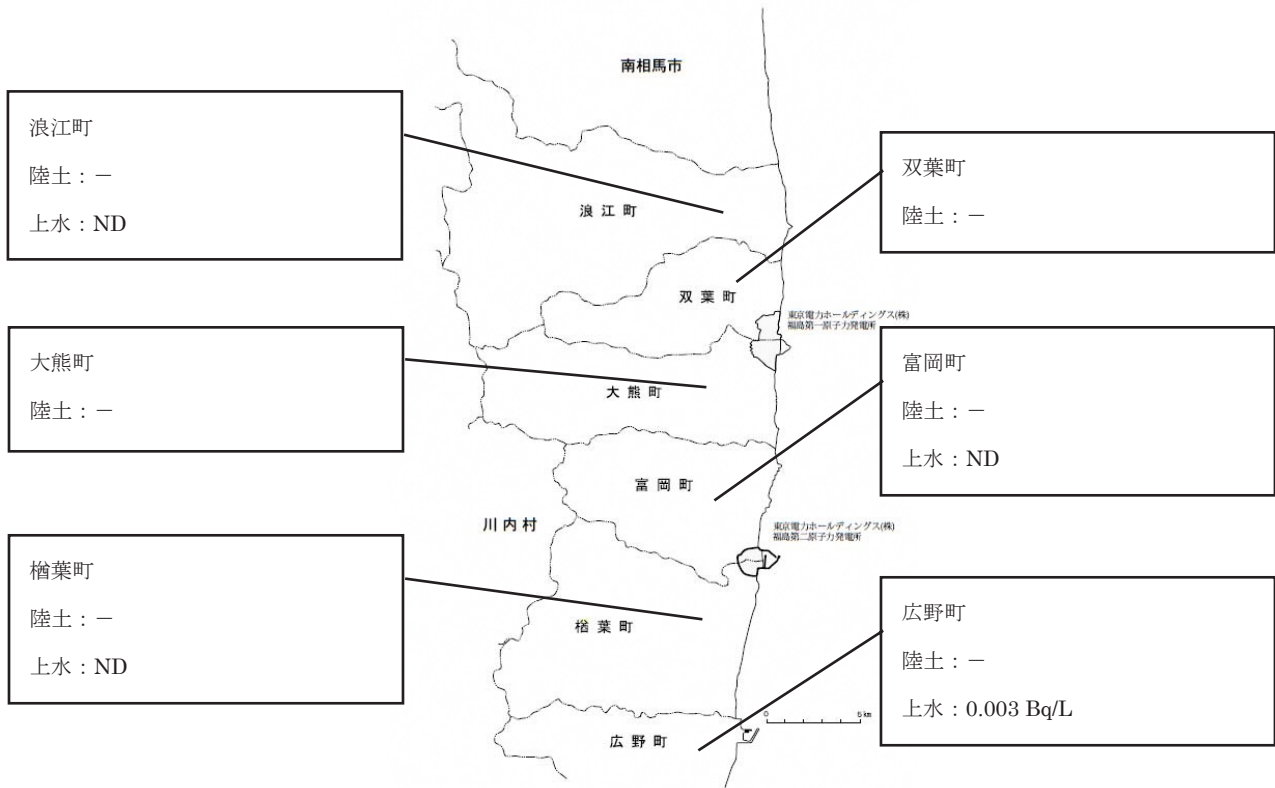 南相馬市
浪江町
陸土：－
上水：ND
双葉町
陸土：－
浪江町
双葉町
東京電力ホールディングス(株)
福島第一原子力発電所
大熊町
陸土：－
富岡町
陸土：－
上水：ND
大熊町
富岡町
川内村
東京電力ホールディングス(株)
福島第二原子力発電所
楢葉町
陸土：－
上水：ND
広野町
陸土：－
上水：0.003 Bq/L
楢葉町
0 5km
広野町